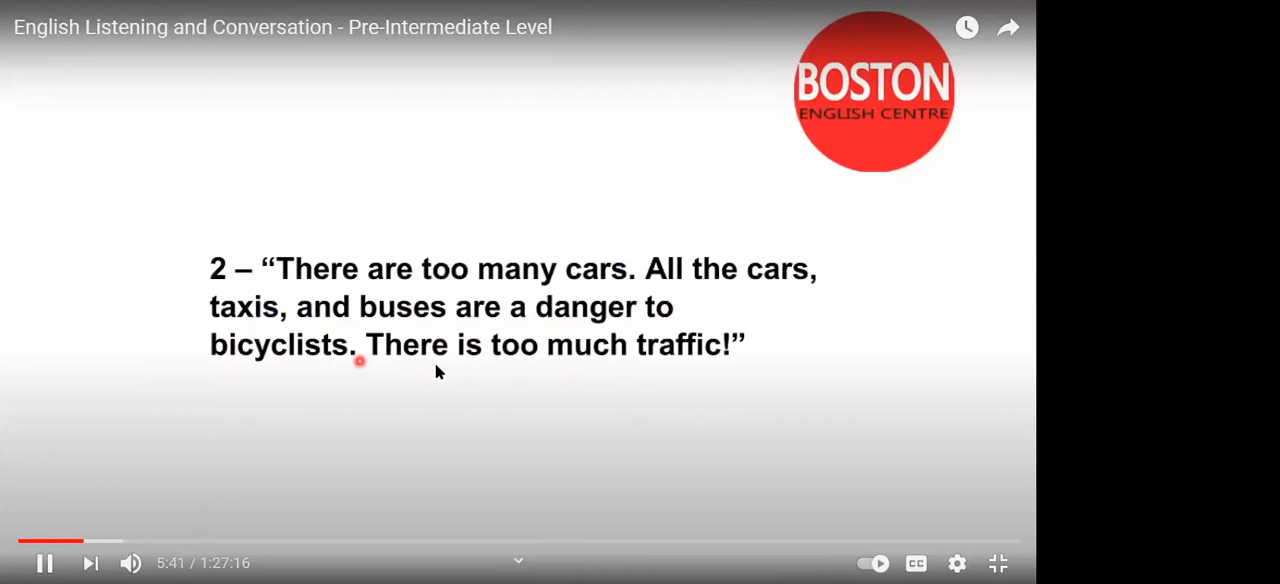 English Listening and Conversation - Pre-Intermediate Level
BOSTON
ENGLISH CENTRE
2 – “There are too many cars. All the cars,
taxis, and buses are a danger to
bicyclists. There is too much traffic!”
5:41 / 1:27:16
CC